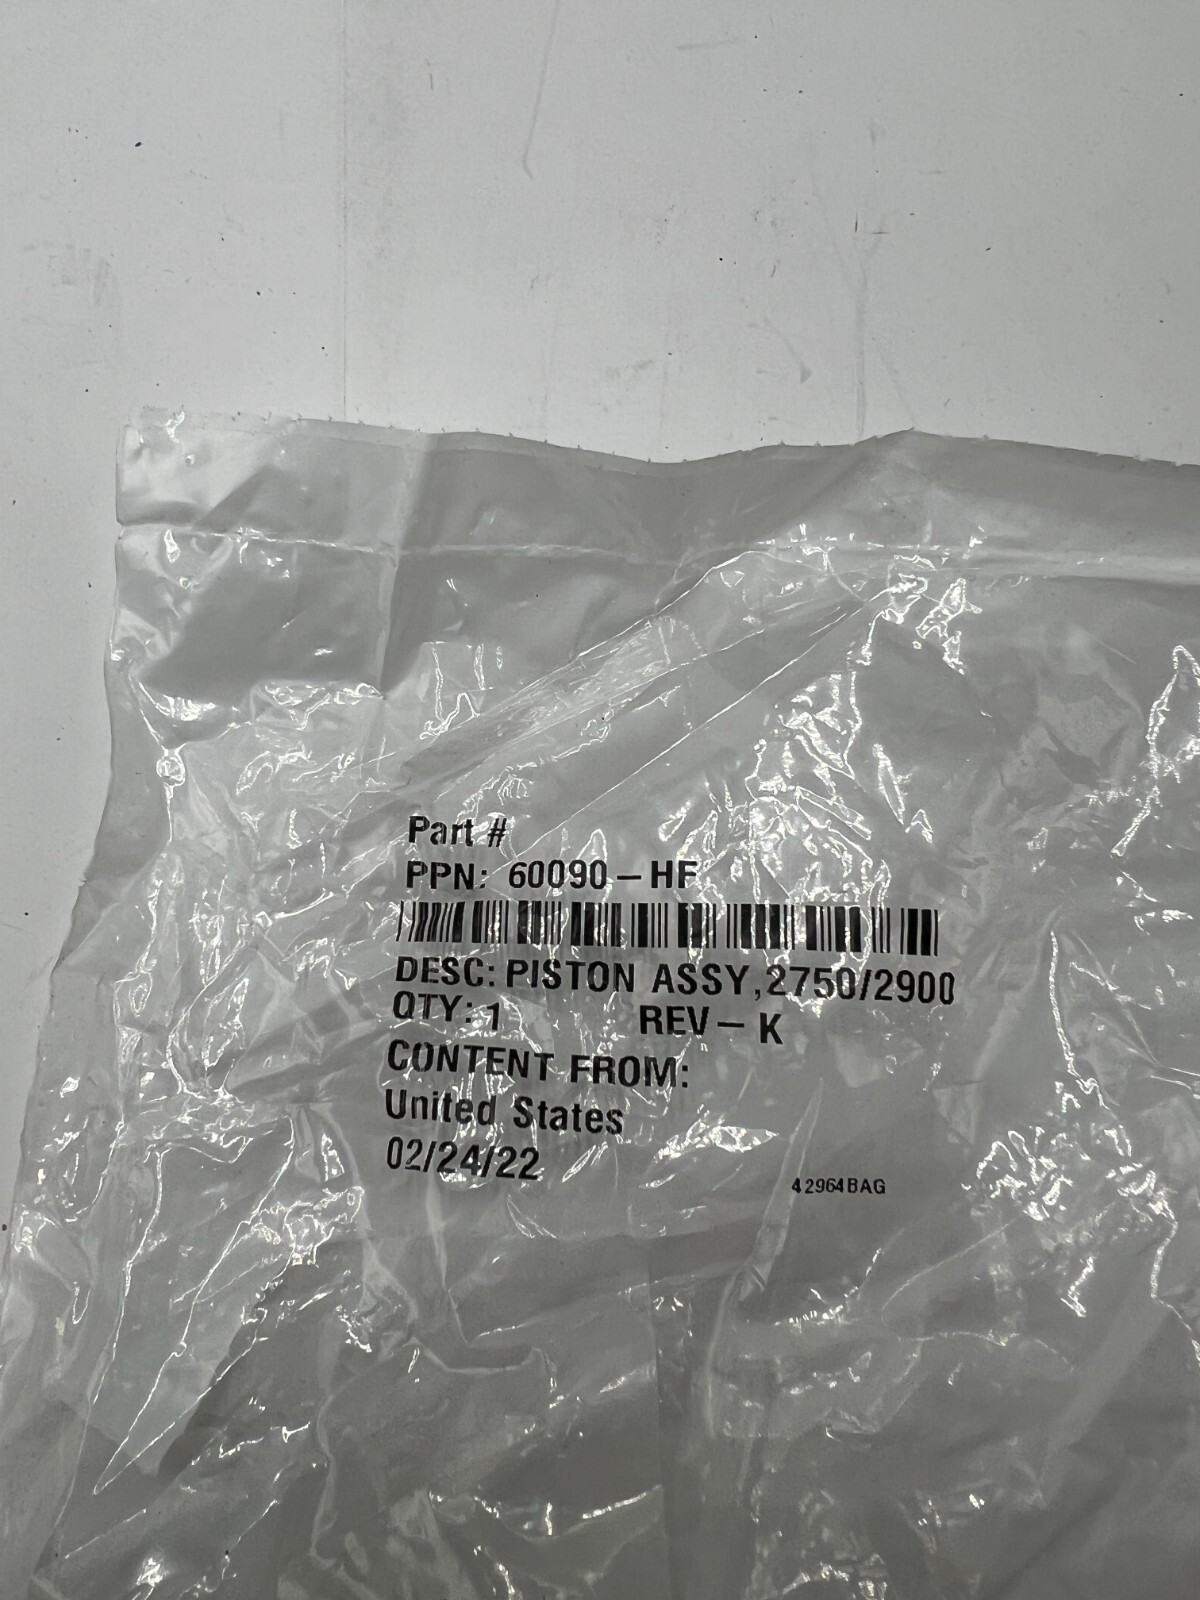 Part #
PPN: 60090-HF
DESC: PISTON ASSY,2750/2900
QTY: 1 REV- K
CONTENT FROM:
United States
02/24/22
42964BAG